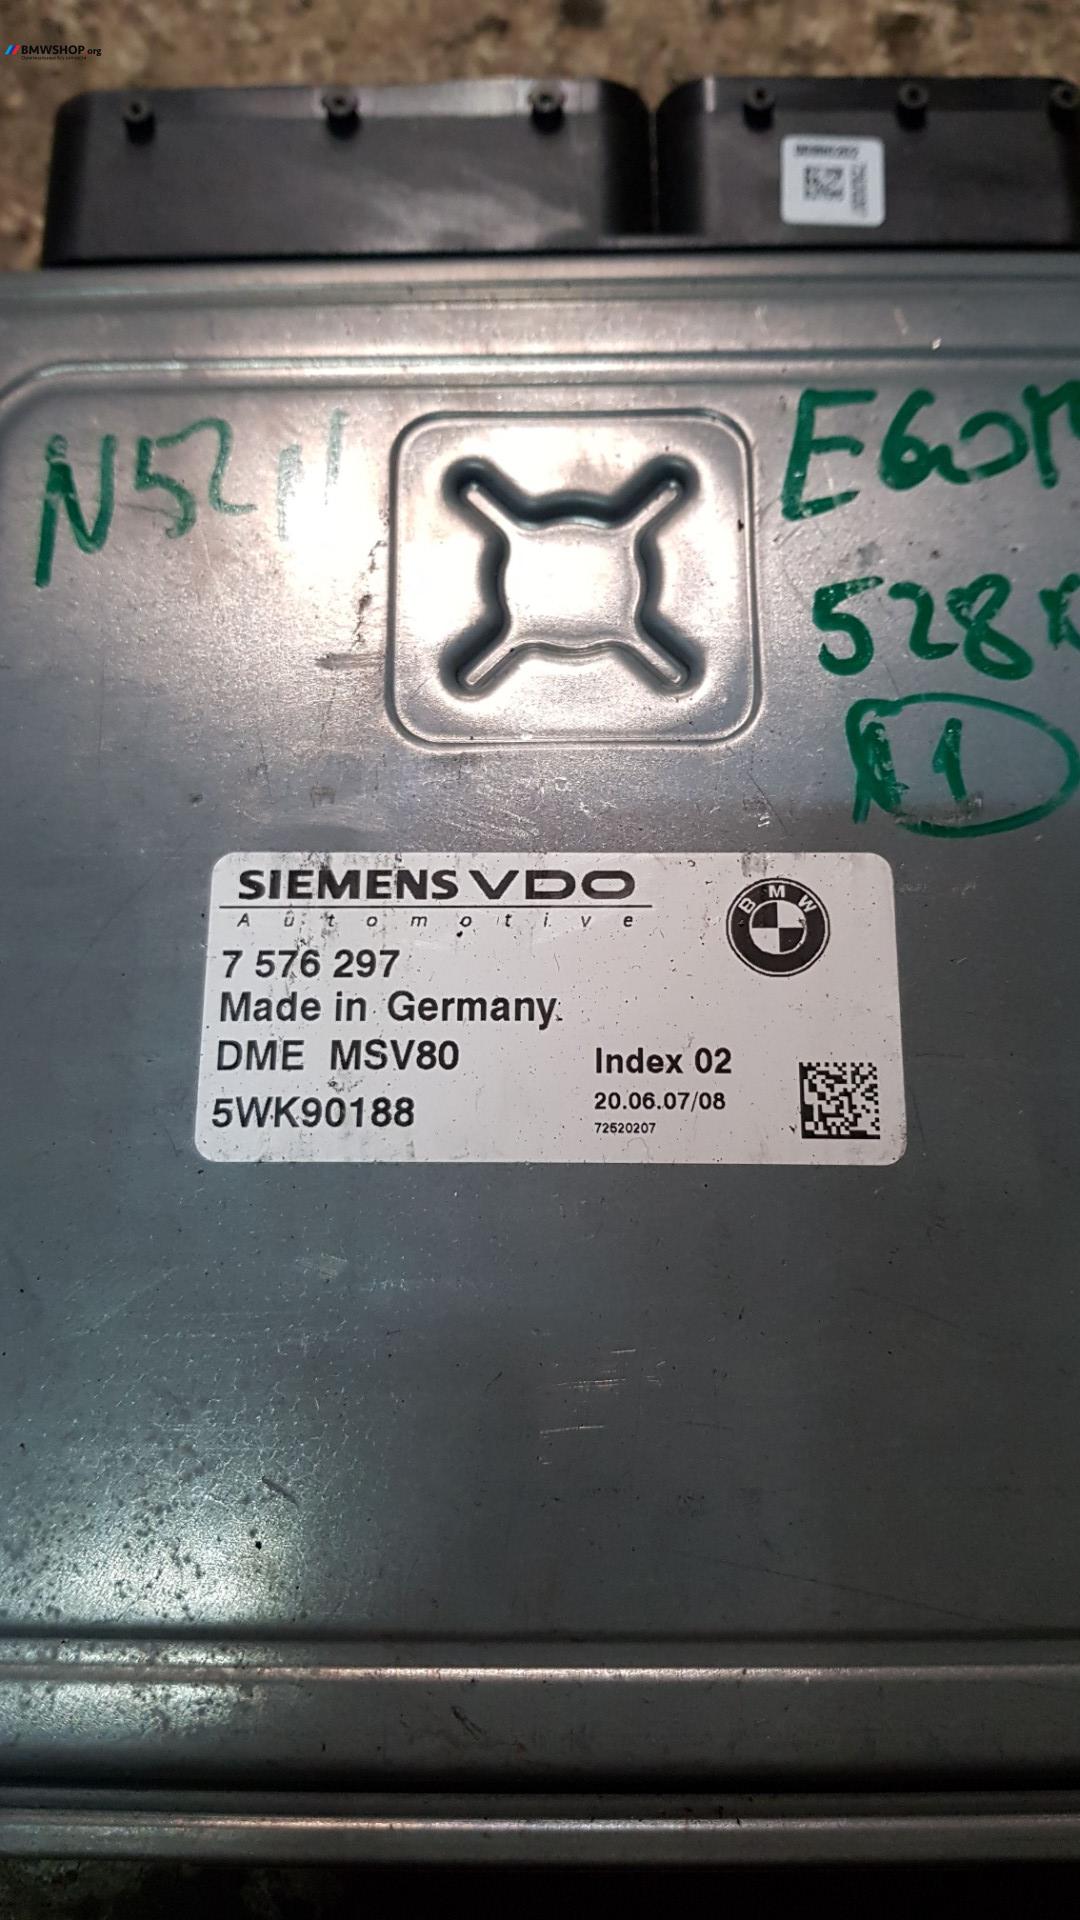 BMWSHOP.org
N52N
E60
528
1
SIEMENS VDO
Automotive
BMW
7 576 297
Made in Germany.
DME MSV80
Index 02
5WK90188
20.06.07/08
72520207